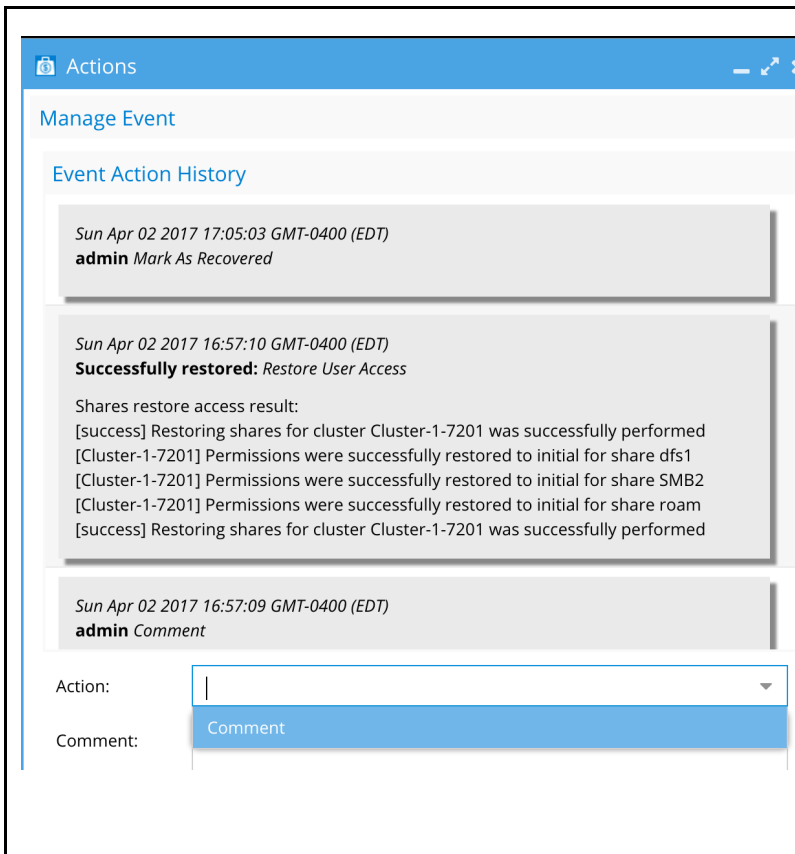 Actions
Manage Event
Event Action History
Sun Apr 02 2017 17:05:03 GMT-0400 (EDT)
admin Mark As Recovered
Sun Apr 02 2017 16:57:10 GMT-0400 (EDT)
Successfully restored: Restore User Access
Shares restore access result:
[success] Restoring shares for cluster Cluster-1-7201 was successfully performed
[Cluster-1-7201] Permissions were successfully restored to initial for share dfs1
[Cluster-1-7201] Permissions were successfully restored to initial for share SMB2
[Cluster-1-7201] Permissions were successfully restored to initial for share roam
[success] Restoring shares for cluster Cluster-1-7201 was successfully performed
Sun Apr 02 2017 16:57:09 GMT-0400 (EDT)
admin Comment
Action:
Comment
Comment: